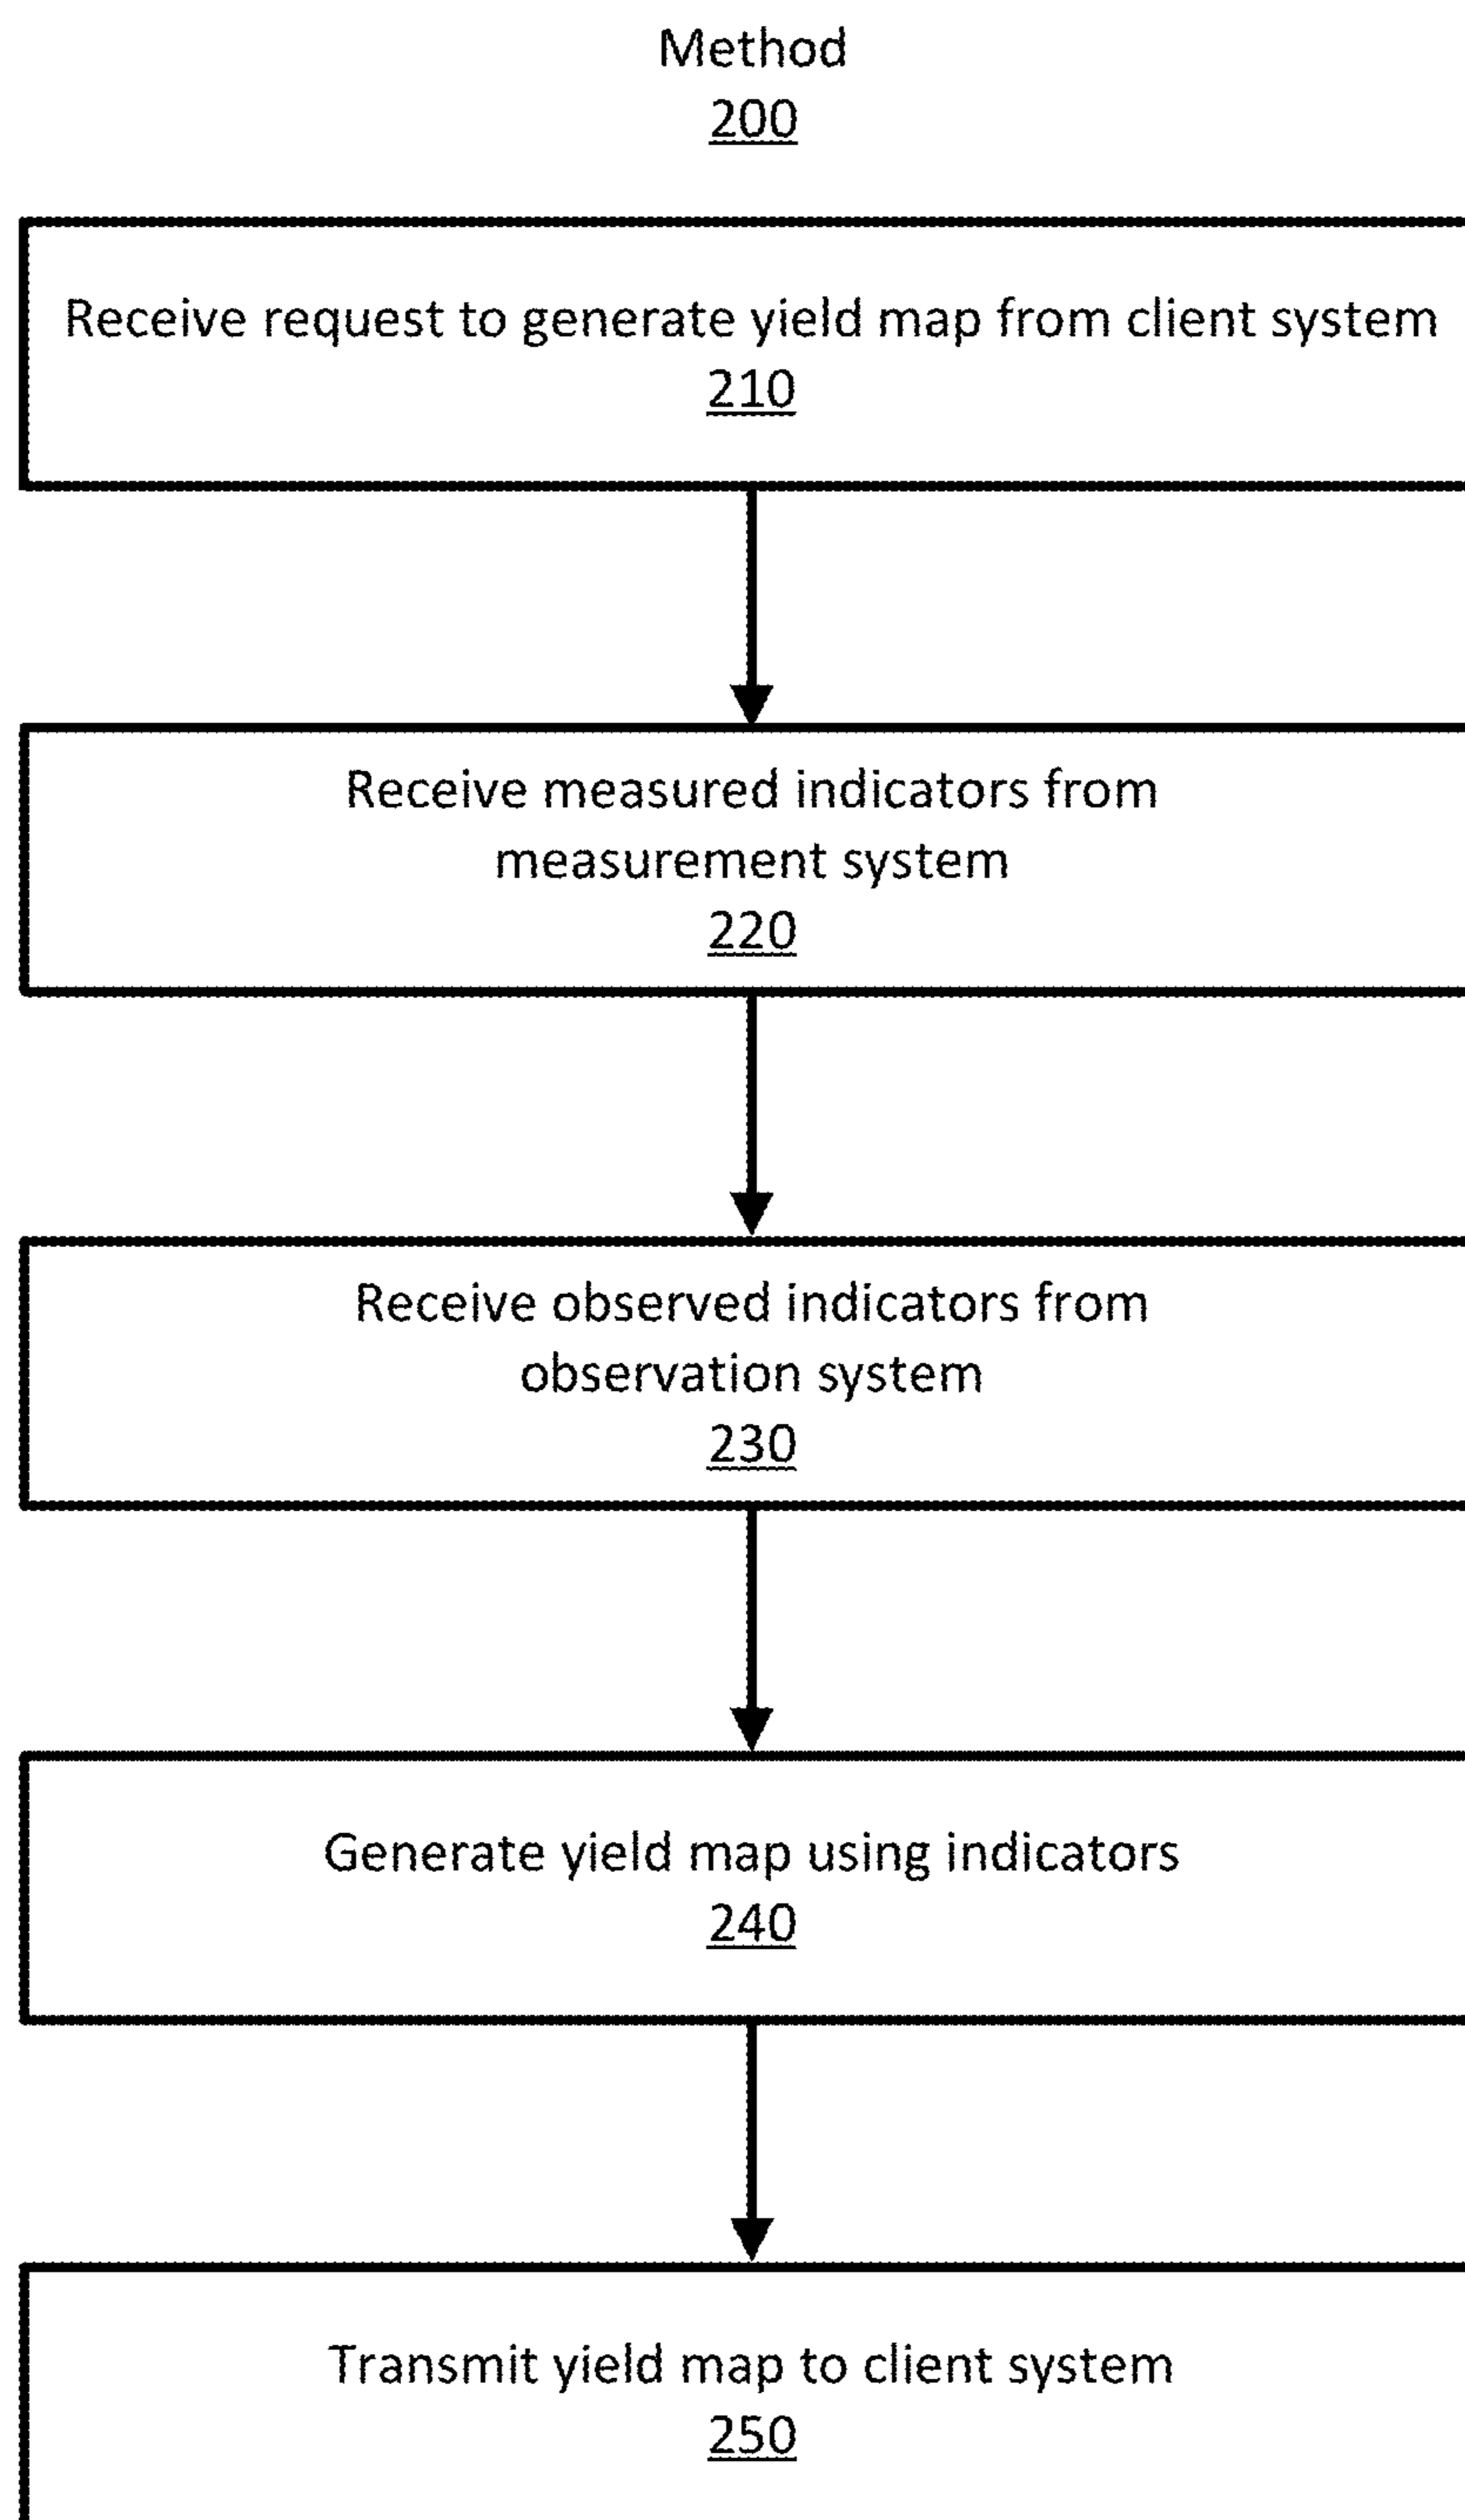 Method
200
Receive request to generate yield map from client system
210
Receive measured indicators from
measurement system
220
Receive observed indicators from
observation system
230
Generate yield map using indicators
240
Transmit yield map to client system
250